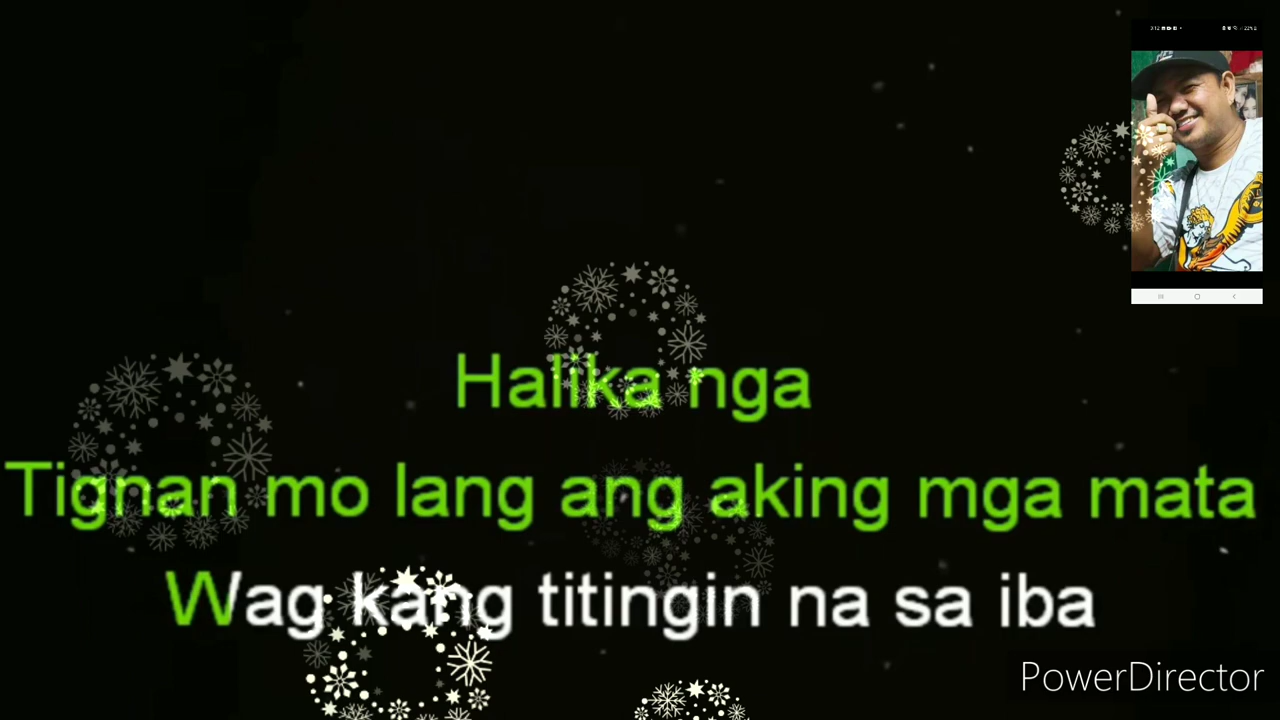 Halika nga
Tignan mo lang ang aking mga mata
Wag kang titingin na sa iba
PowerDirector